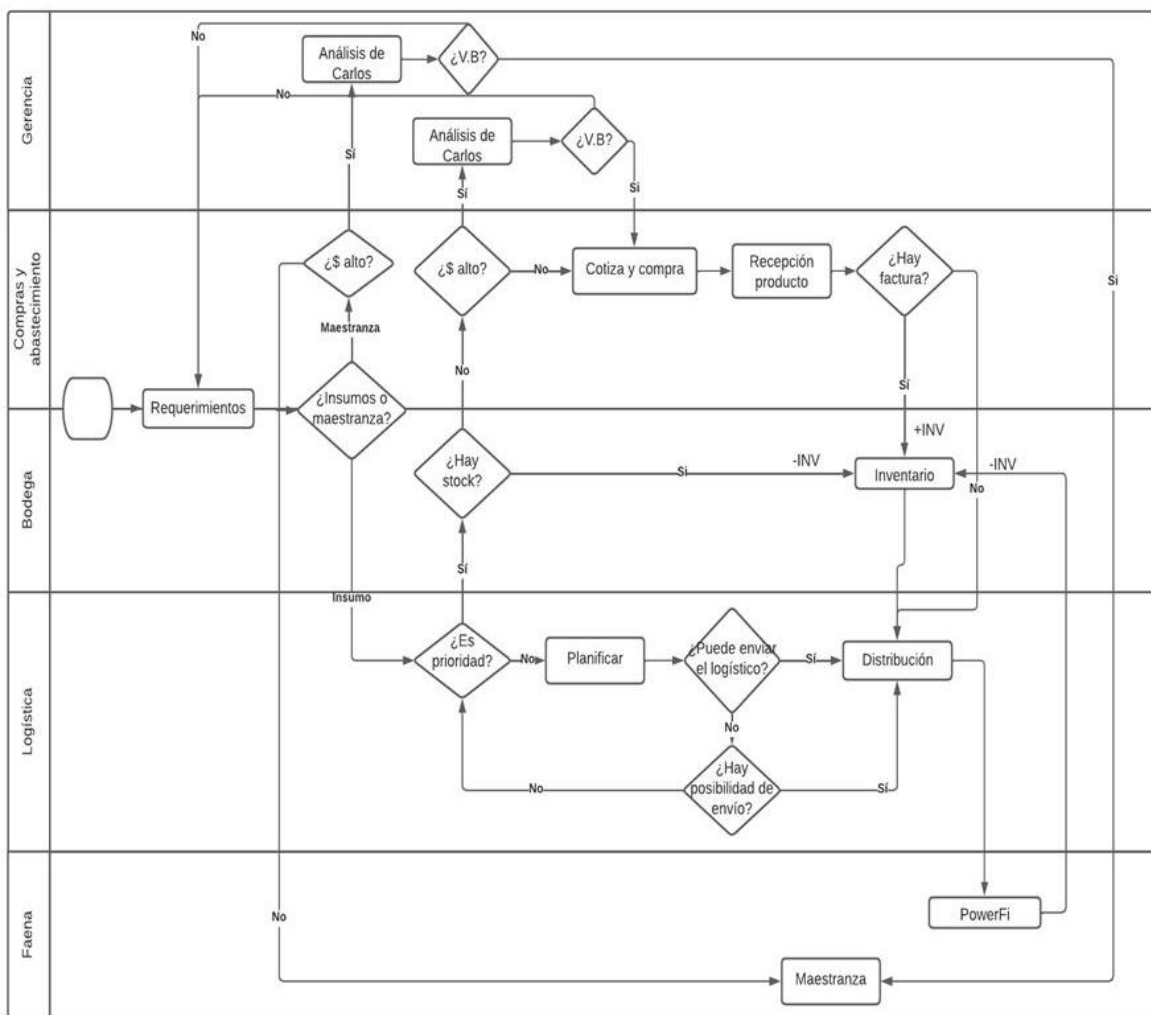 Gerencia
No
Análisis de
Carlos
¿V.B?
No
Análisis de
Carlos
¿V.B?
Sí
Sí
Si
Compras y
abastecimiento
¿$ alto?
¿$ alto?
No
Cotiza y compra
Recepción
producto
¿Hay
factura?
Si
Maestranza
No
Sí
Requerimientos
¿Insumos o
maestranza?
Bodega
+INV
¿Hay
stock?
Si
-INV
Inventario
-INV
No
Sí
Insumo
Logística
¿Es
prioridad?
No
Planificar
¿Puede enviar
el logístico?
Sí
Distribución
No
¿Hay
posibilidad de
envío?
No
Sí
Faena
No
PowerFi
Maestranza